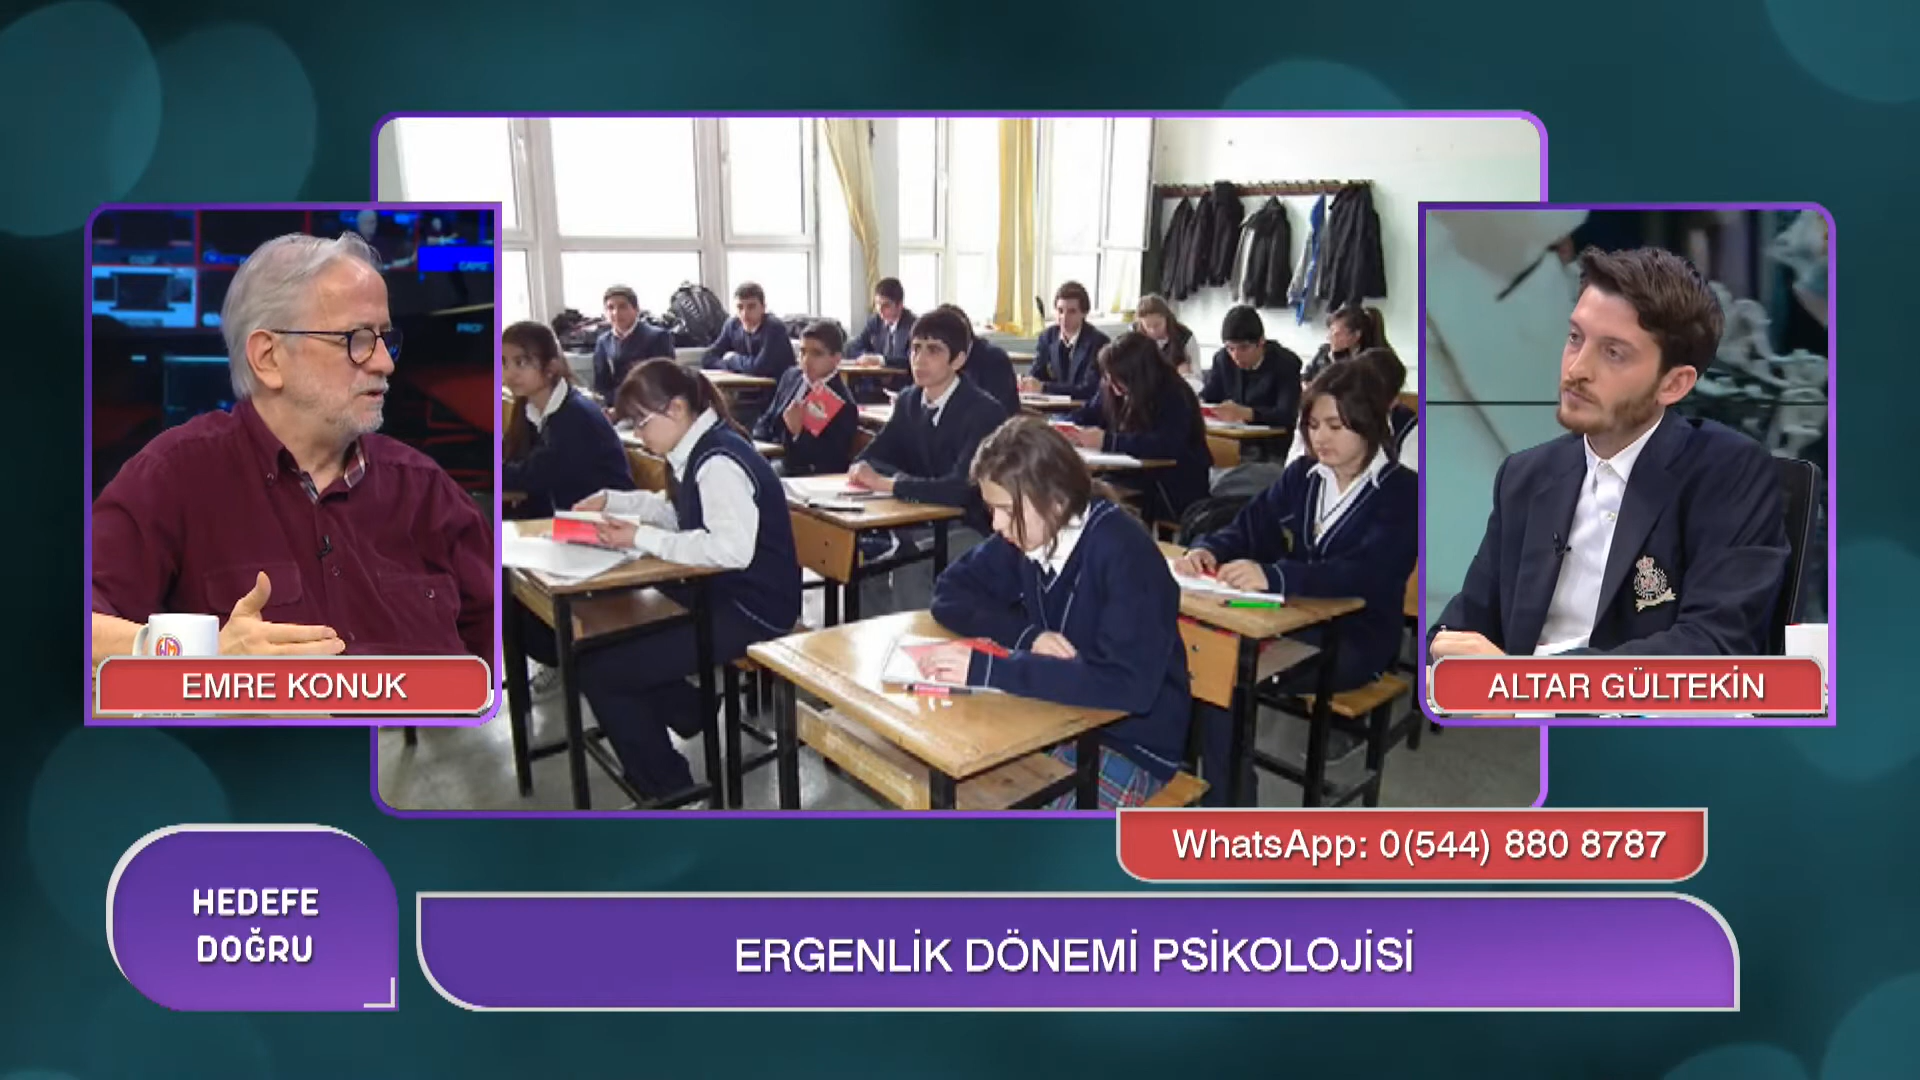 EMRE KONUK
ALTAR GÜLTEKİN
WhatsApp: 0(544) 880 8787
HEDEFE
DOĞRU
ERGENLİK DÖNEMİ PSİKOLOJİSİ